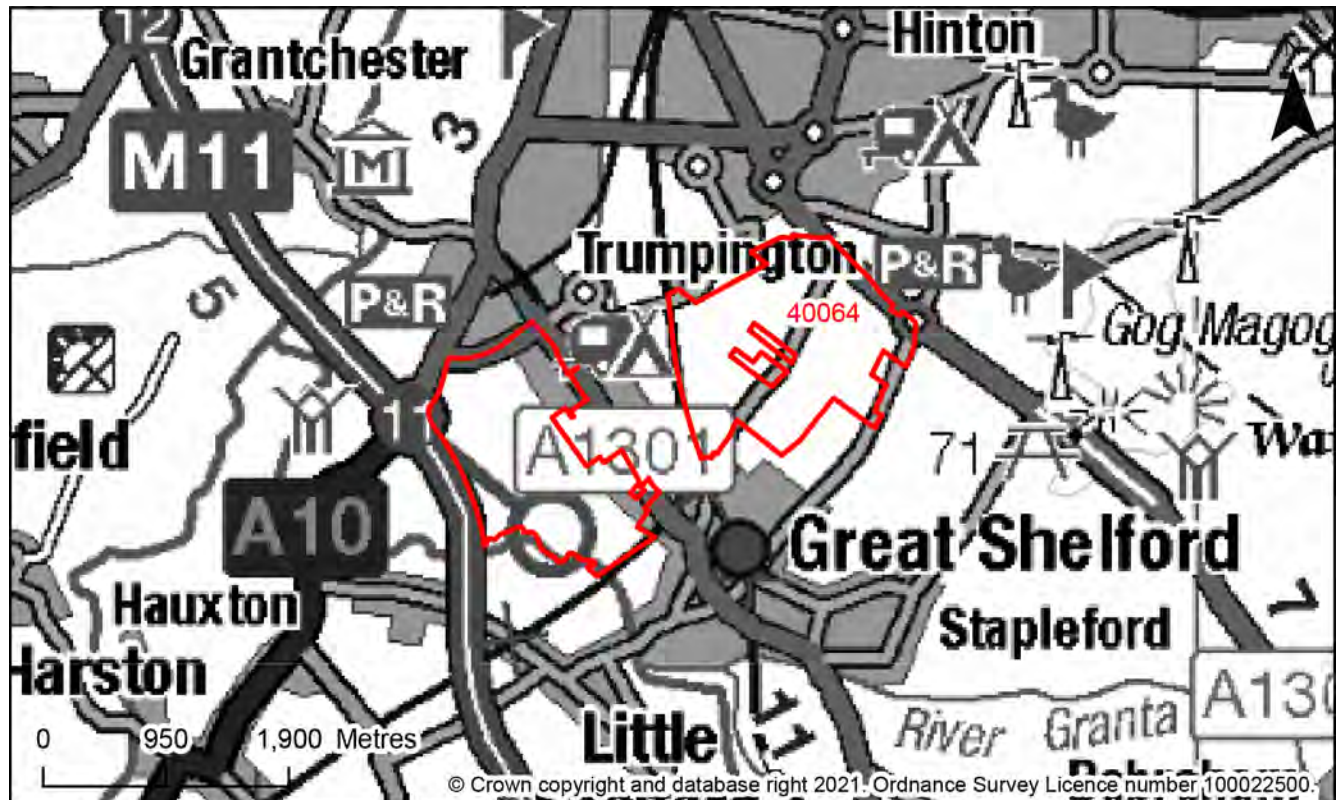 12
Grantchester
Hinton
M11
3
M
Trumpington
P&R
5
P&R
40064
Gog Magog
11
A1301
71
field
Wa
A10
Great Shelford
Hauxton
Stapleford
1
Harston
A130
0 950 1,900 Metres
Little
11
River Granta
© Crown copyright and database right 2021. Ordnance Survey Licence number 100022500.